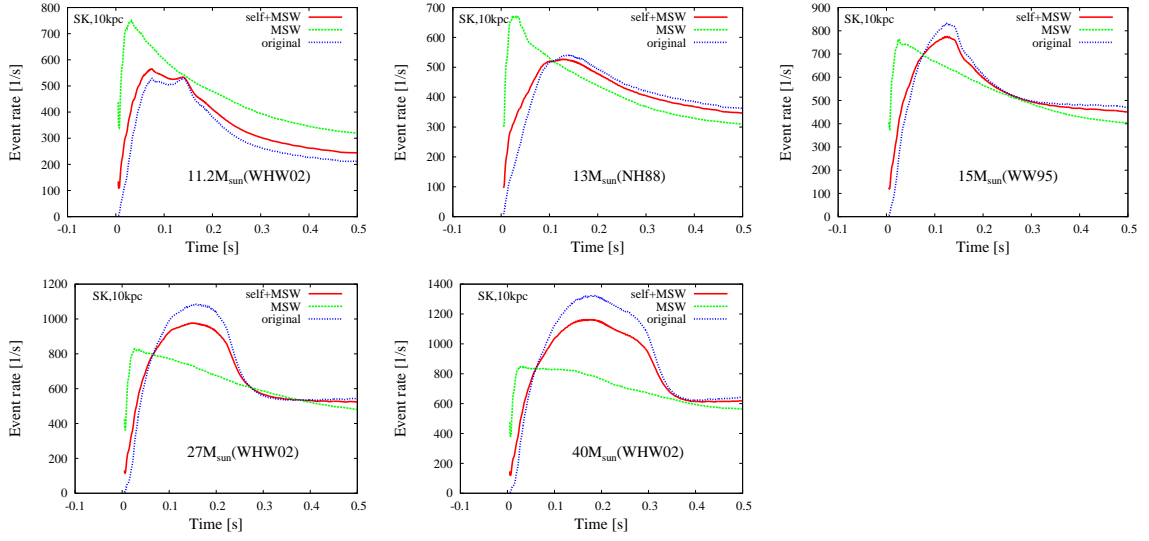 SK,10kpc
self+MSW
MSW
original
Event rate [1/s]
800
700
600
500
400
300
200
100
0
11.2M_sun(WHW02)
-0.1 0 0.1 0.2 0.3 0.4 0.5
Time [s]
SK,10kpc
self+MSW
MSW
original
Event rate [1/s]
700
600
500
400
300
200
100
0
13M_sun(NH88)
-0.1 0 0.1 0.2 0.3 0.4 0.5
Time [s]
SK,10kpc
self+MSW
MSW
original
Event rate [1/s]
900
800
700
600
500
400
300
200
100
0
15M_sun(WW95)
-0.1 0 0.1 0.2 0.3 0.4 0.5
Time [s]
SK,10kpc
self+MSW
MSW
original
Event rate [1/s]
1200
1000
800
600
400
200
0
27M_sun(WHW02)
-0.1 0 0.1 0.2 0.3 0.4 0.5
Time [s]
SK,10kpc
self+MSW
MSW
original
Event rate [1/s]
1400
1200
1000
800
600
400
200
0
40M_sun(WHW02)
-0.1 0 0.1 0.2 0.3 0.4 0.5
Time [s]